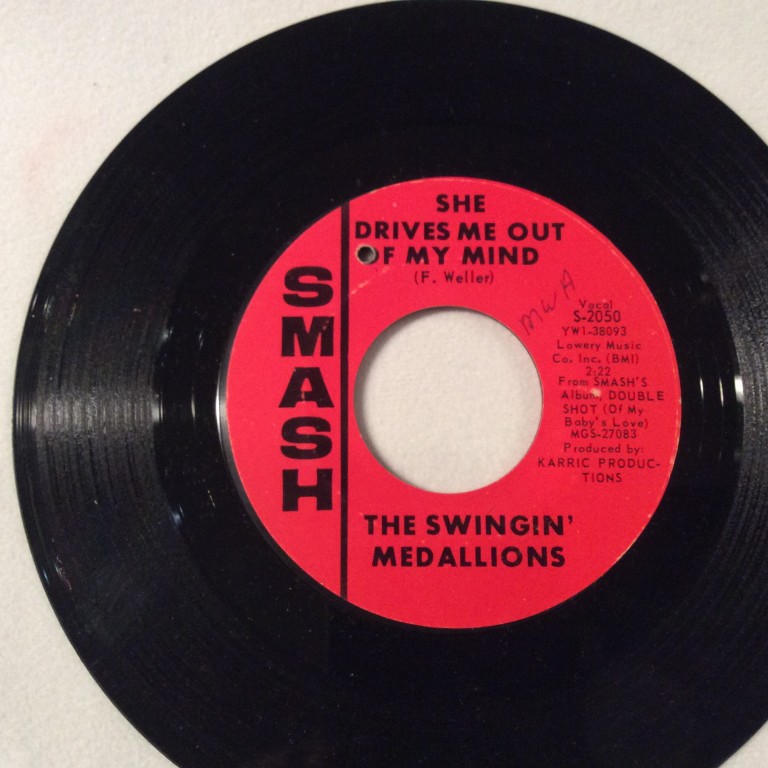 SMASH
SHE
DRIVES ME OUT
OF MY MIND
(F. Weller)
MWA
Vocal
S-2050
YW1-38093
Lowery Music
Co. Inc. (BMI)
2:22
From SMASH'S
Album, DOUBLE
SHOT (Of My
Baby's Love)
MGS-27083
Produced by:
KARRIC PRODUC-
TIONS
THE SWINGIN'
MEDALLIONS